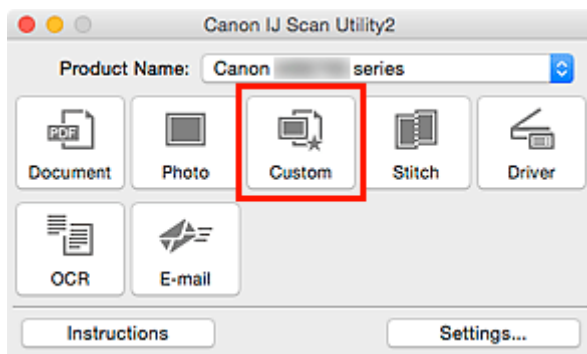 Canon IJ Scan Utility2
Product Name: Canon series
PDF
Document Photo Custom Stitch Driver
OCR E-mail
Instructions Settings...